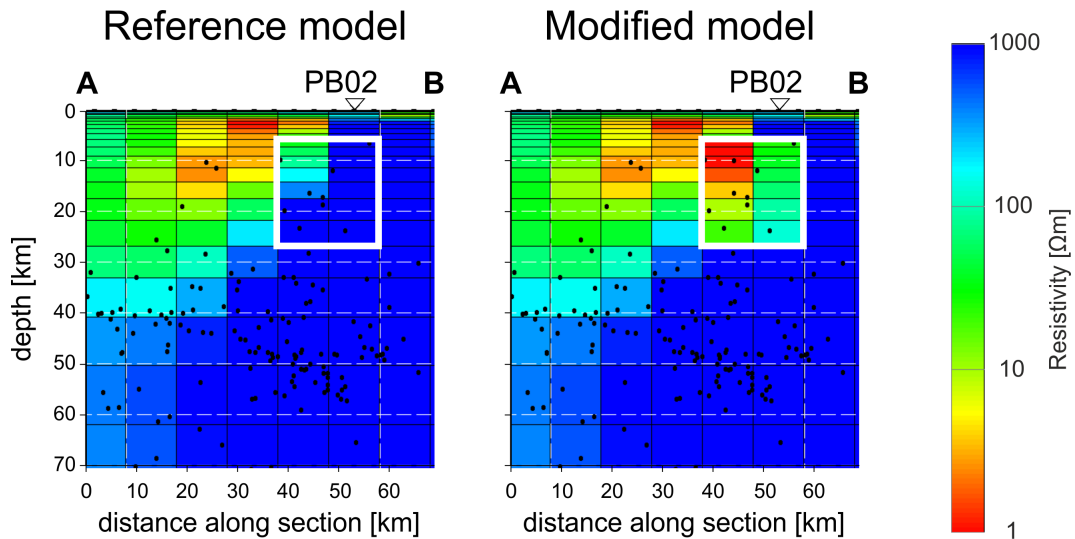 Reference model
Modified model
A
PB02
B
A
PB02
B
0
10
20
30
40
50
60
70
depth [km]
0 10 20 30 40 50 60
distance along section [km]
0 10 20 30 40 50 60
distance along section [km]
1000
100
10
1
Resistivity [Ωm]